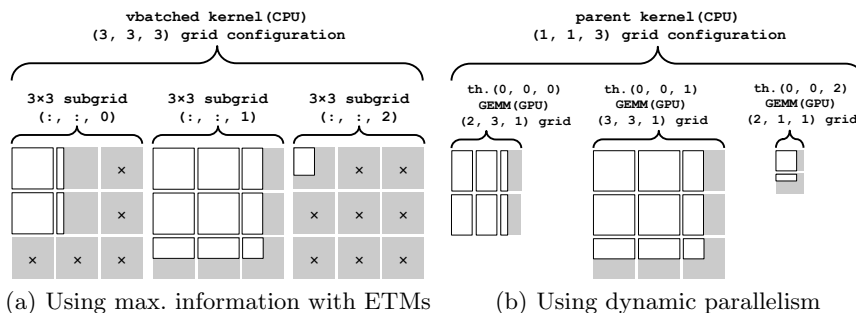 vbatched kernel(CPU)
(3, 3, 3) grid configuration
3×3 subgrid
(:, :, 0)
3×3 subgrid
(:, :, 1)
3×3 subgrid
(:, :, 2)
×
×
× × ×
× ×
× × ×
× × ×
(a) Using max. information with ETMs
parent kernel(CPU)
(1, 1, 3) grid configuration
th.(0, 0, 0)
GEMM(GPU)
(2, 3, 1) grid
th.(0, 0, 1)
GEMM(GPU)
(3, 3, 1) grid
th.(0, 0, 2)
GEMM(GPU)
(2, 1, 1) grid
(b) Using dynamic parallelism